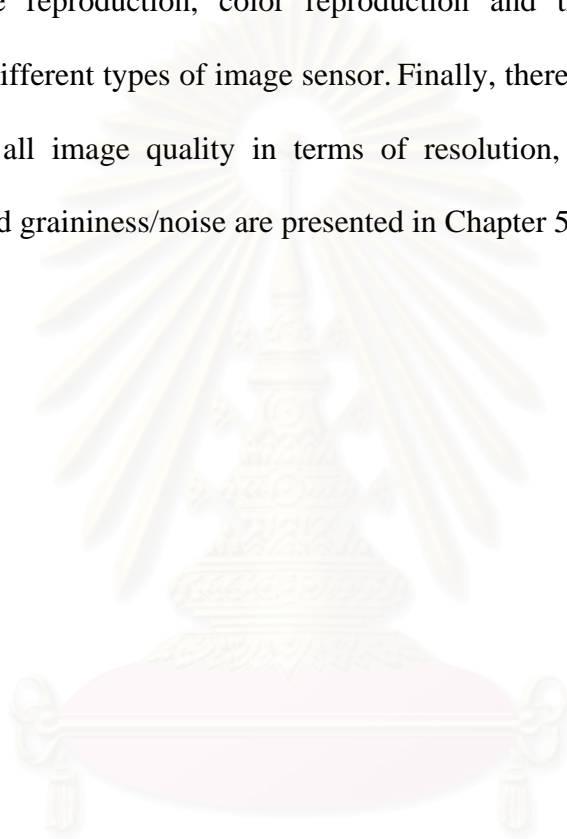 reproduction, color reproduction and
ifferent types of image sensor. Finally, there
all image quality in terms of resolution,
d graininess/noise are presented in Chapter 5